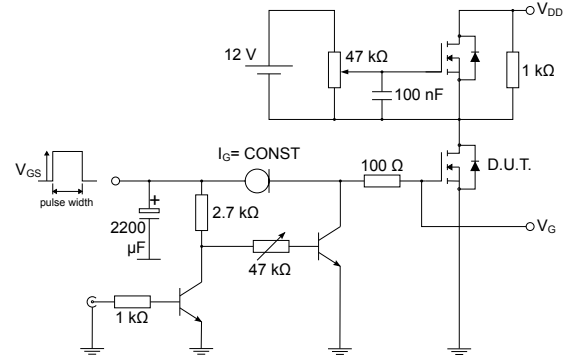 V_DD
12 V
47 kΩ
1 kΩ
100 nF
I_G= CONST
V_GS
pulse width
100 Ω
D.U.T.
+
2200
μF
2.7 kΩ
V_G
47 kΩ
1 kΩ